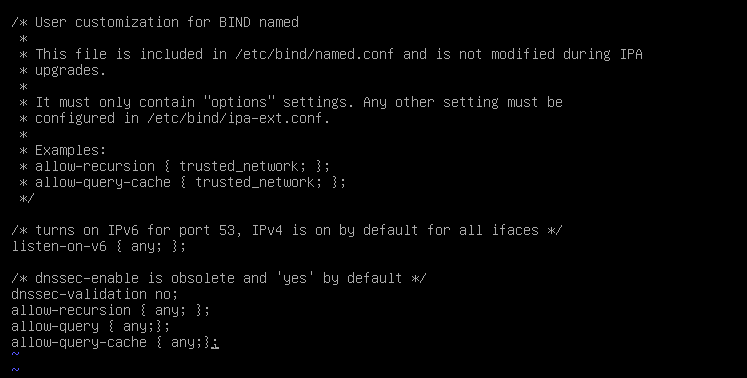 /* User customization for BIND named
 *
 * This file is included in /etc/bind/named.conf and is not modified during IPA
 * upgrades.
 *
 * It must only contain "options" settings. Any other setting must be
 * configured in /etc/bind/ipa-ext.conf.
 *
 * Examples:
 * allow-recursion { trusted_network; };
 * allow-query-cache { trusted_network; };
 */
/* turns on IPv6 for port 53, IPv4 is on by default for all ifaces */
listen-on-v6 { any; };
/* dnssec-enable is obsolete and 'yes' by default */
dnssec-validation no;
allow-recursion { any; };
allow-query { any;};
allow-query-cache { any;};
~
~